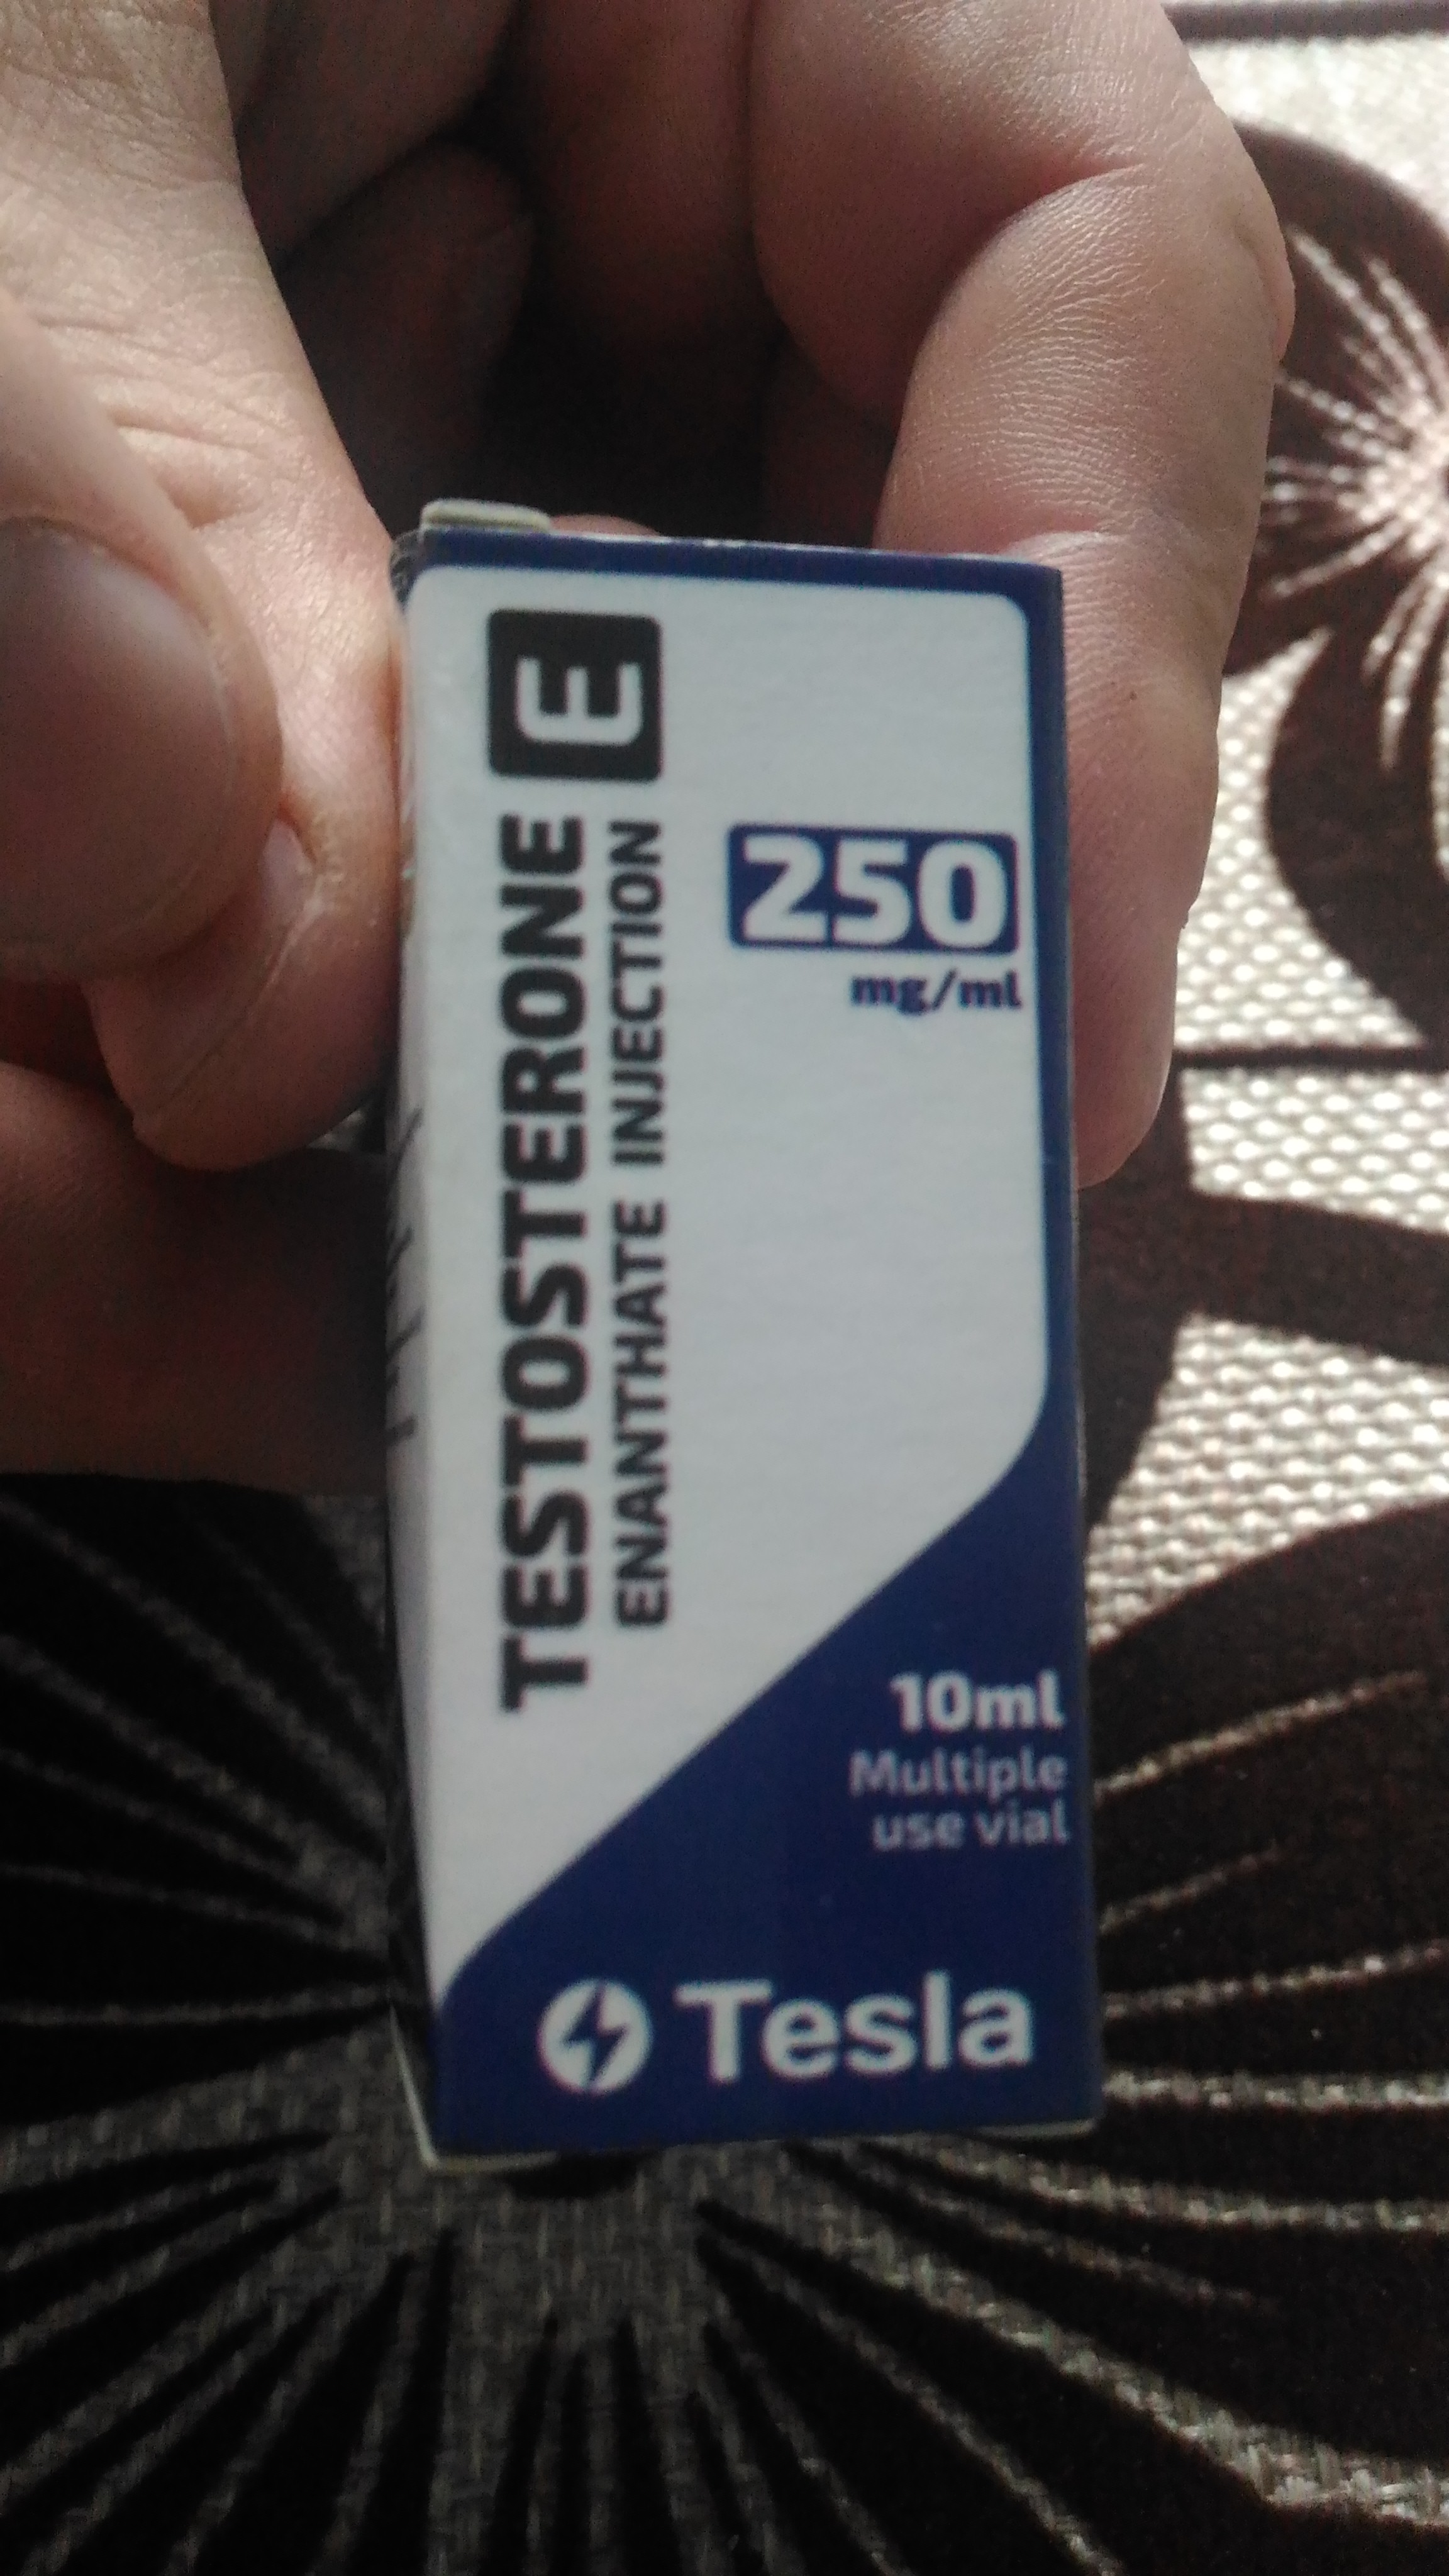 TESTOSTERONE E
ENANTHATE INJECTION
250
mg/ml
10ml
Multiple
use vial
Tesla